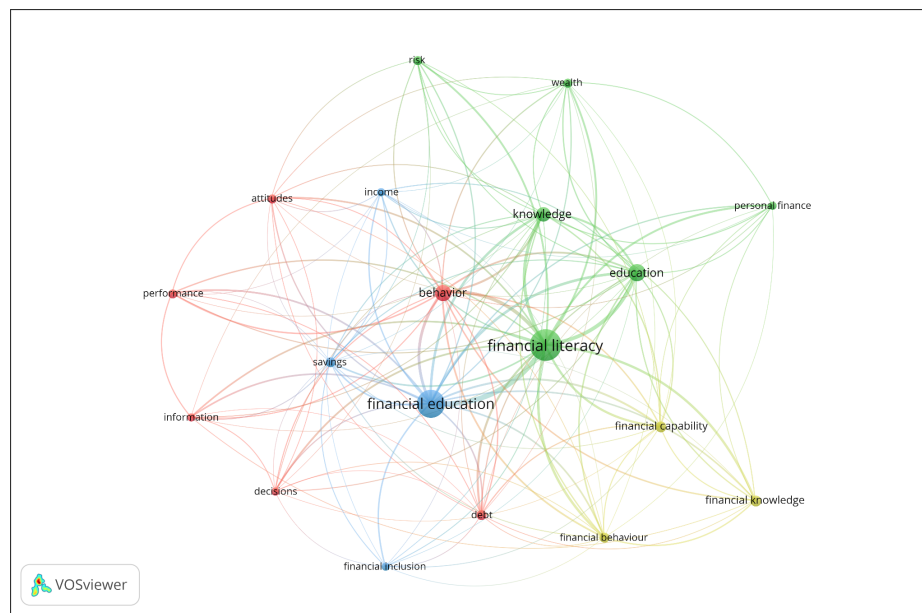 risk
wealth
attitudes
income
personal finance
knowledge
education
performance
behavior
financial literacy
savings
financial education
information
financial capability
decisions
financial knowledge
debt
financial behaviour
financial inclusion
VOSviewer